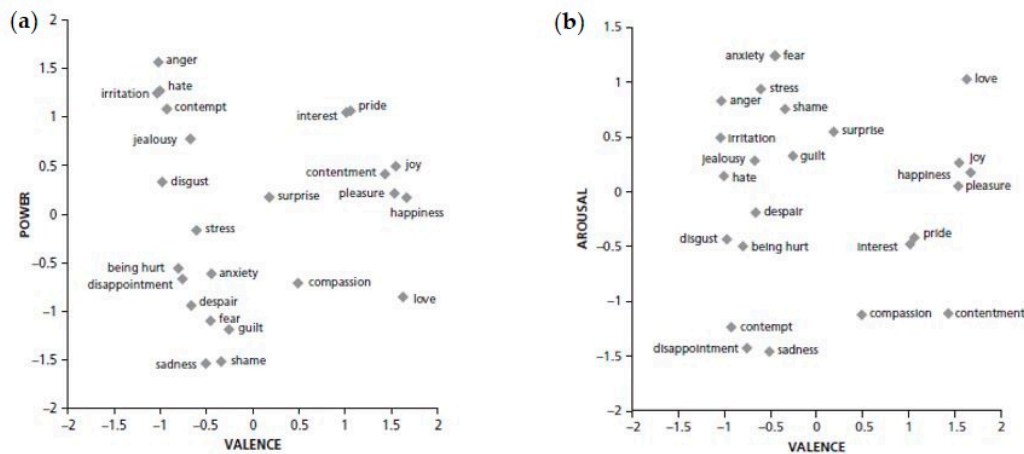 (a)
2
1.5
1
0.5
0
−0.5
−1
−1.5
−2
POWER
anger
hate
irritation
contempt
jealousy
disgust
stress
being hurt
disappointment
anxiety
despair
fear
guilt
sadness
shame
interest
pride
contentment
joy
pleasure
happiness
surprise
compassion
love
−2 −1.5 −1 −0.5 0 0.5 1 1.5 2
VALENCE
(b)
1.5
1
0.5
0
−0.5
−1
−1.5
−2
AROUSAL
anxiety
fear
love
stress
anger
shame
surprise
irritation
guilt
jealousy
hate
joy
happiness
pleasure
despair
disgust
being hurt
pride
interest
compassion
contentment
contempt
disappointment
sadness
−2 −1.5 −1 −0.5 0 0.5 1 1.5 2
VALENCE